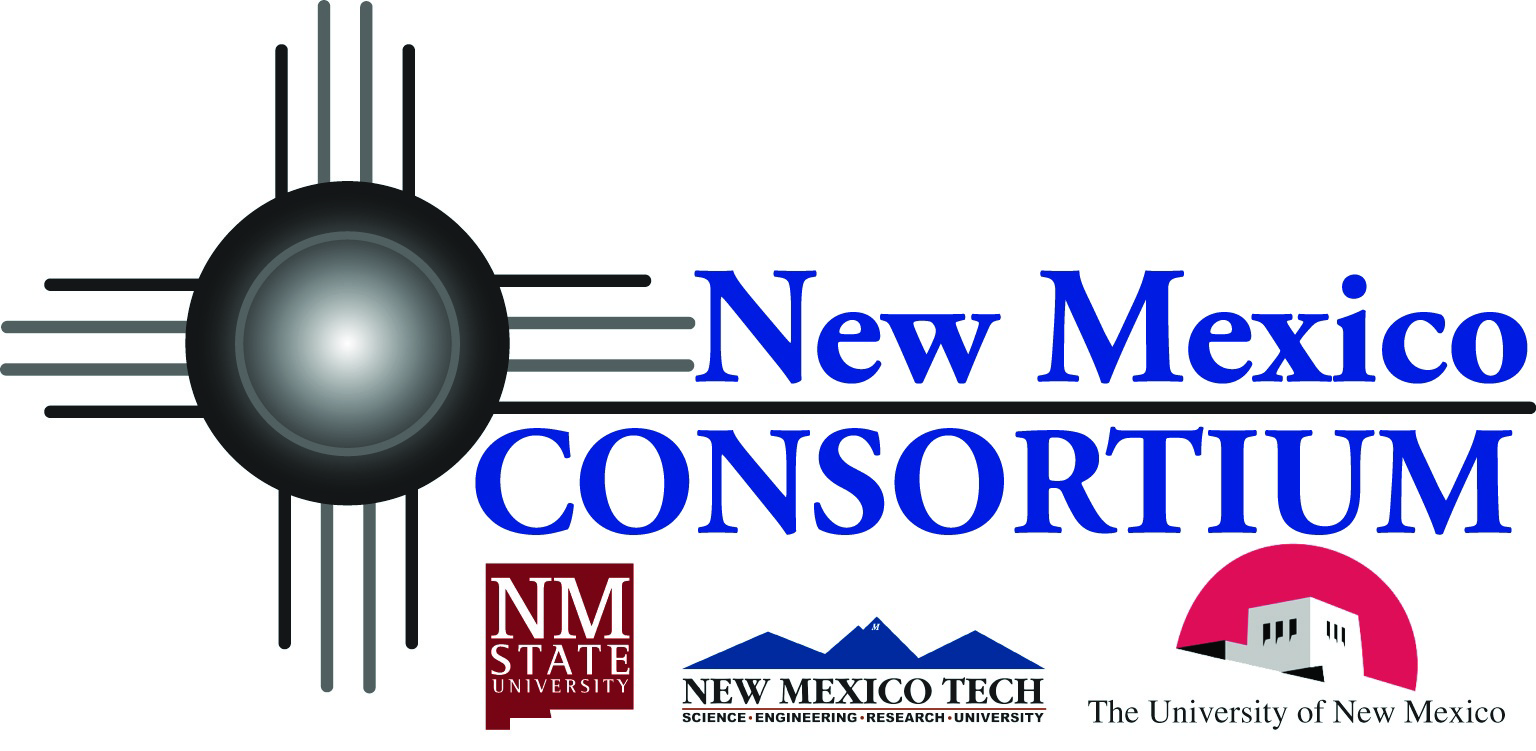 New Mexico
CONSORTIUM
NM
STATE
UNIVERSITY
M
NEW MEXICO TECH
SCIENCE • ENGINEERING • RESEARCH • UNIVERSITY
The University of New Mexico